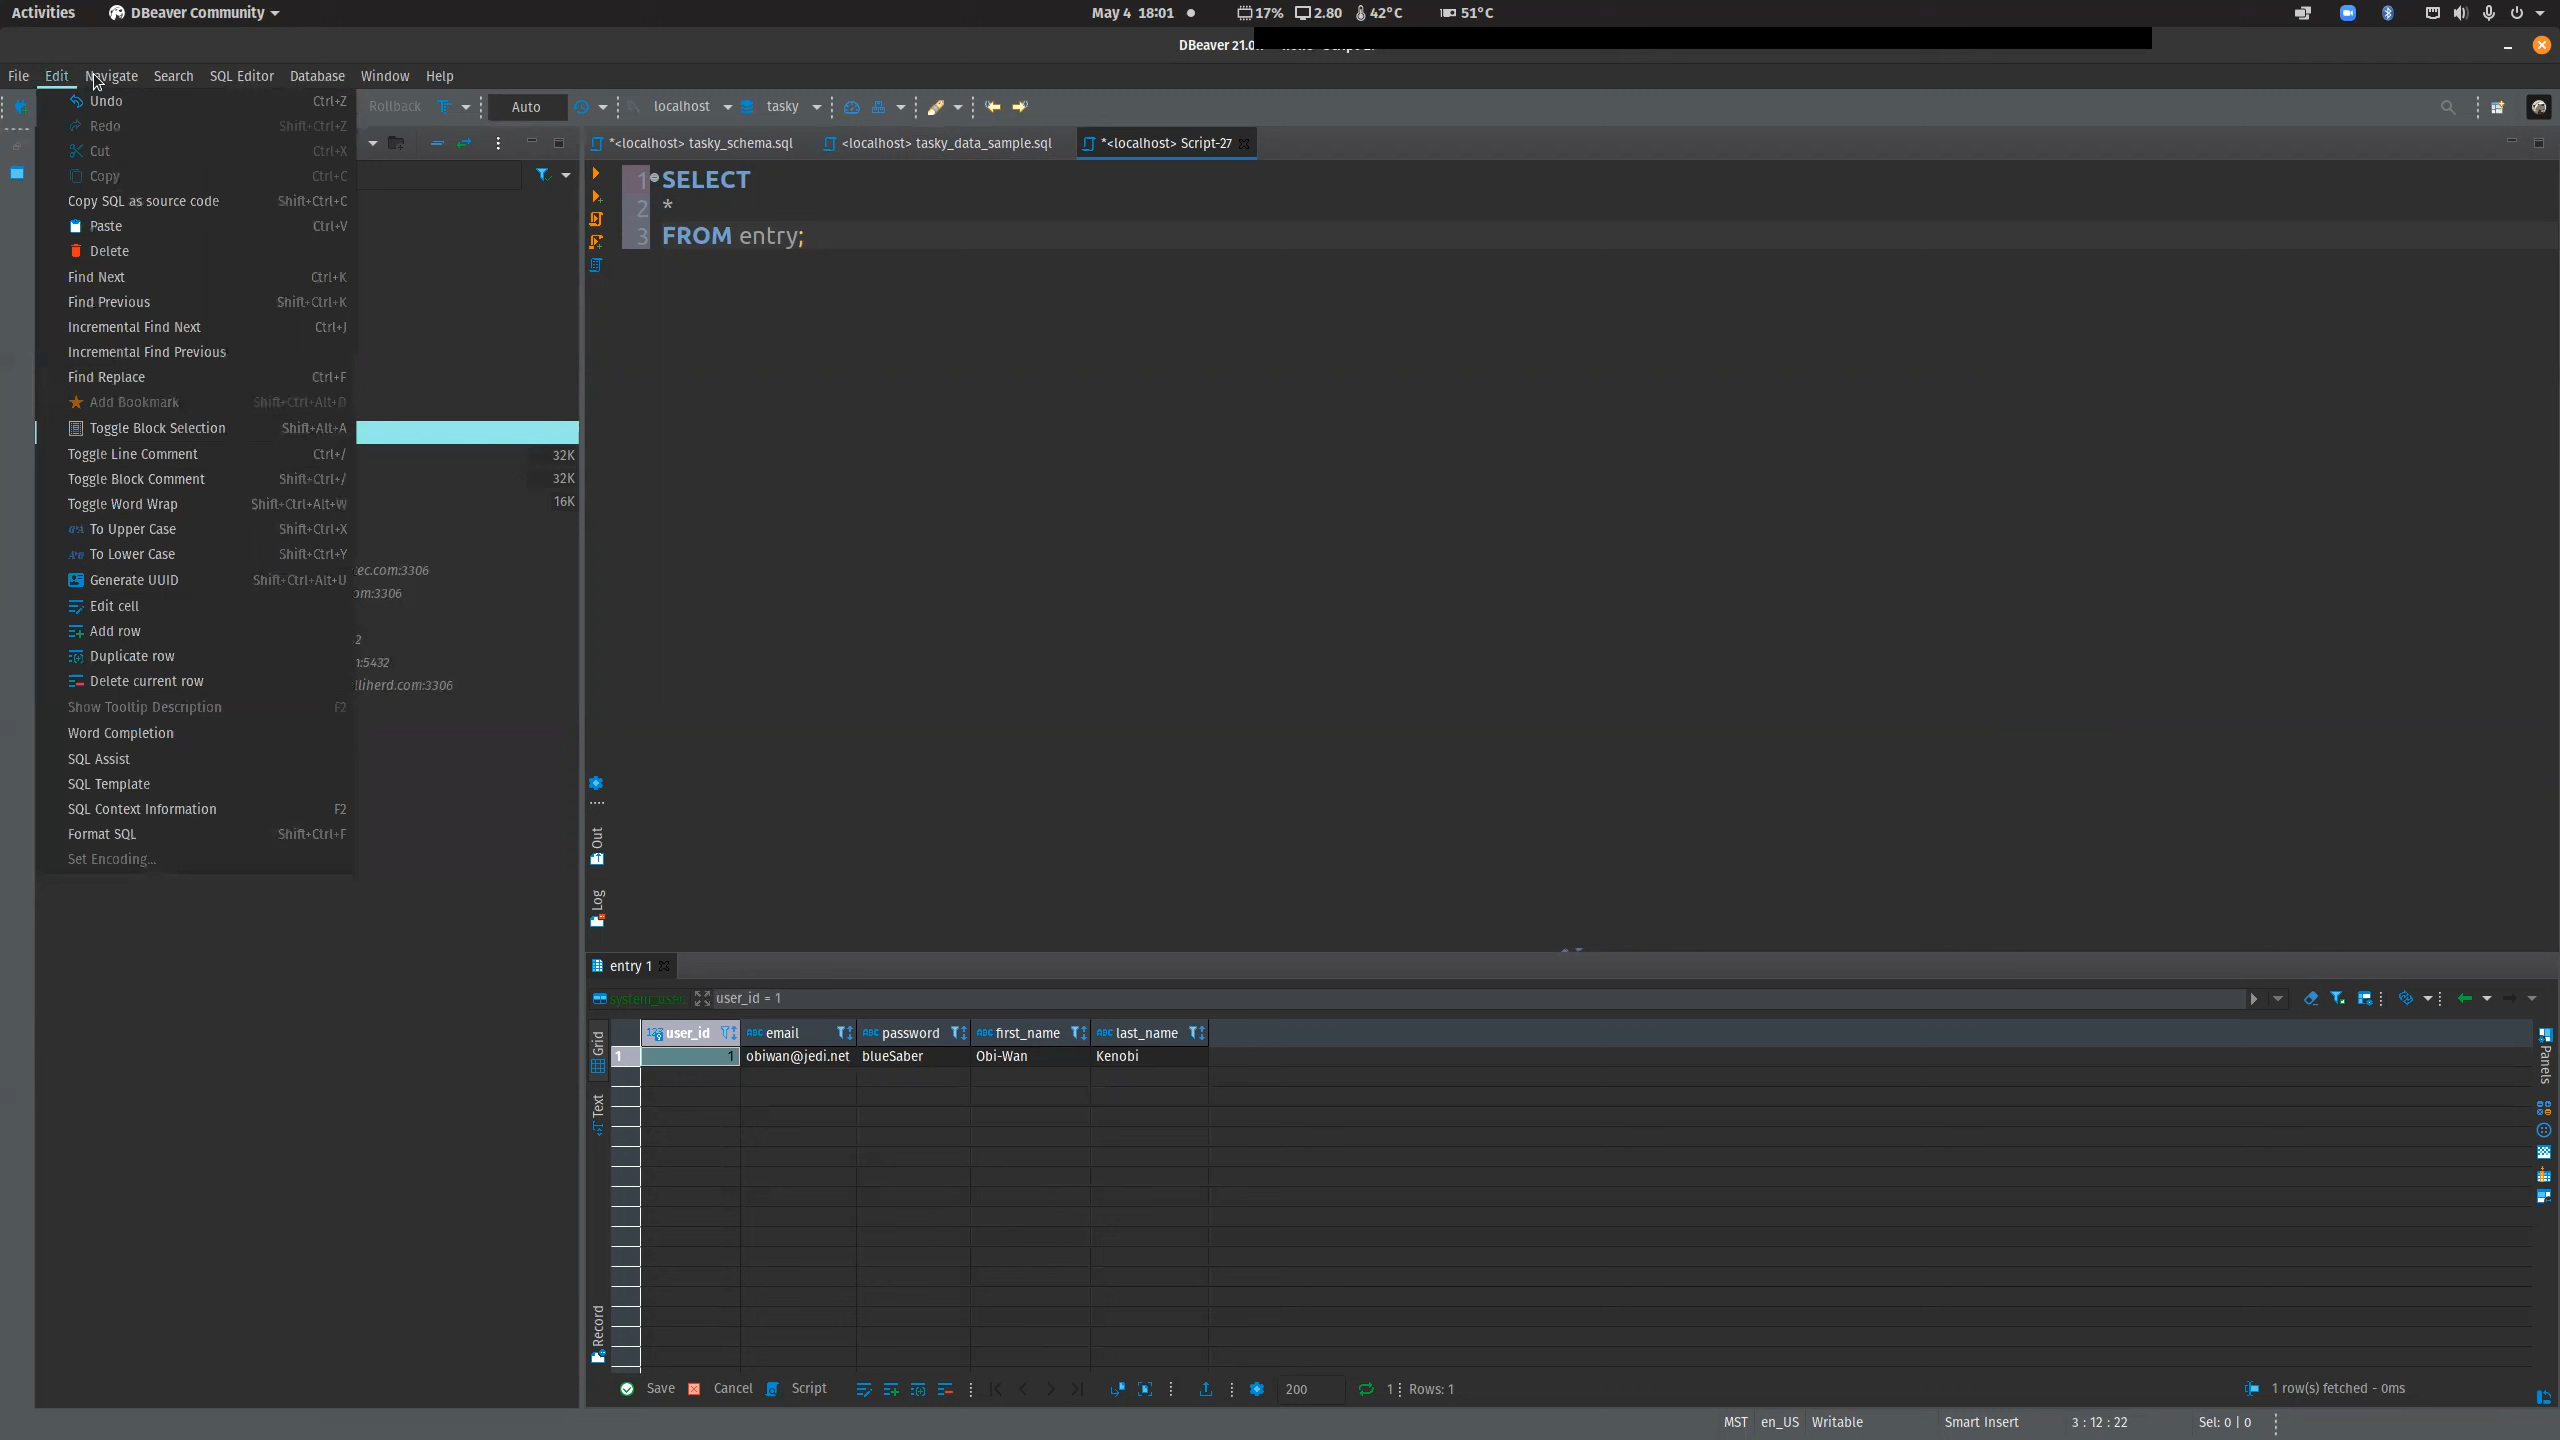 Activities DBeaver Community May 4 18:01 17% 2.80 42°C 51°C
DBeaver 21.0
File Edit Navigate Search SQL Editor Database Window Help
Rollback Auto localhost tasky
*<localhost> tasky_schema.sql <localhost> tasky_data_sample.sql *<localhost> Script-27
Undo Ctrl+Z
Redo Shift+Ctrl+Z
Cut Ctrl+X
Copy Ctrl+C
Copy SQL as source code Shift+Ctrl+C
Paste Ctrl+V
Delete
Find Next Ctrl+K
Find Previous Shift+Ctrl+K
Incremental Find Next Ctrl+J
Incremental Find Previous
Find Replace Ctrl+F
Add Bookmark Shift+Ctrl+Alt+D
Toggle Block Selection Shift+Alt+A
Toggle Line Comment Ctrl+/
Toggle Block Comment Shift+Ctrl+/
Toggle Word Wrap Shift+Ctrl+Alt+W
To Upper Case Shift+Ctrl+X
To Lower Case Shift+Ctrl+Y
Generate UUID Shift+Ctrl+Alt+U
Edit cell
Add row
Duplicate row
Delete current row
Show Tooltip Description F2
Word Completion
SQL Assist
SQL Template
SQL Context Information F2
Format SQL Shift+Ctrl+F
Set Encoding...
32K
32K
16K
ec.com:3306
om:3306
2
:5432
lliherd.com:3306
1 SELECT
2 *
3 FROM entry;
Out
Log
entry 1
system_user user_id = 1
Grid
Text
Record
Panels
123 user_id ABC email ABC password ABC first_name ABC last_name
1 1 obiwan@jedi.net blueSaber Obi-Wan Kenobi
Save Cancel Script 200 1 Rows: 1 1 row(s) fetched - 0ms
MST en_US Writable Smart Insert 3 : 12 : 22 Sel: 0 | 0